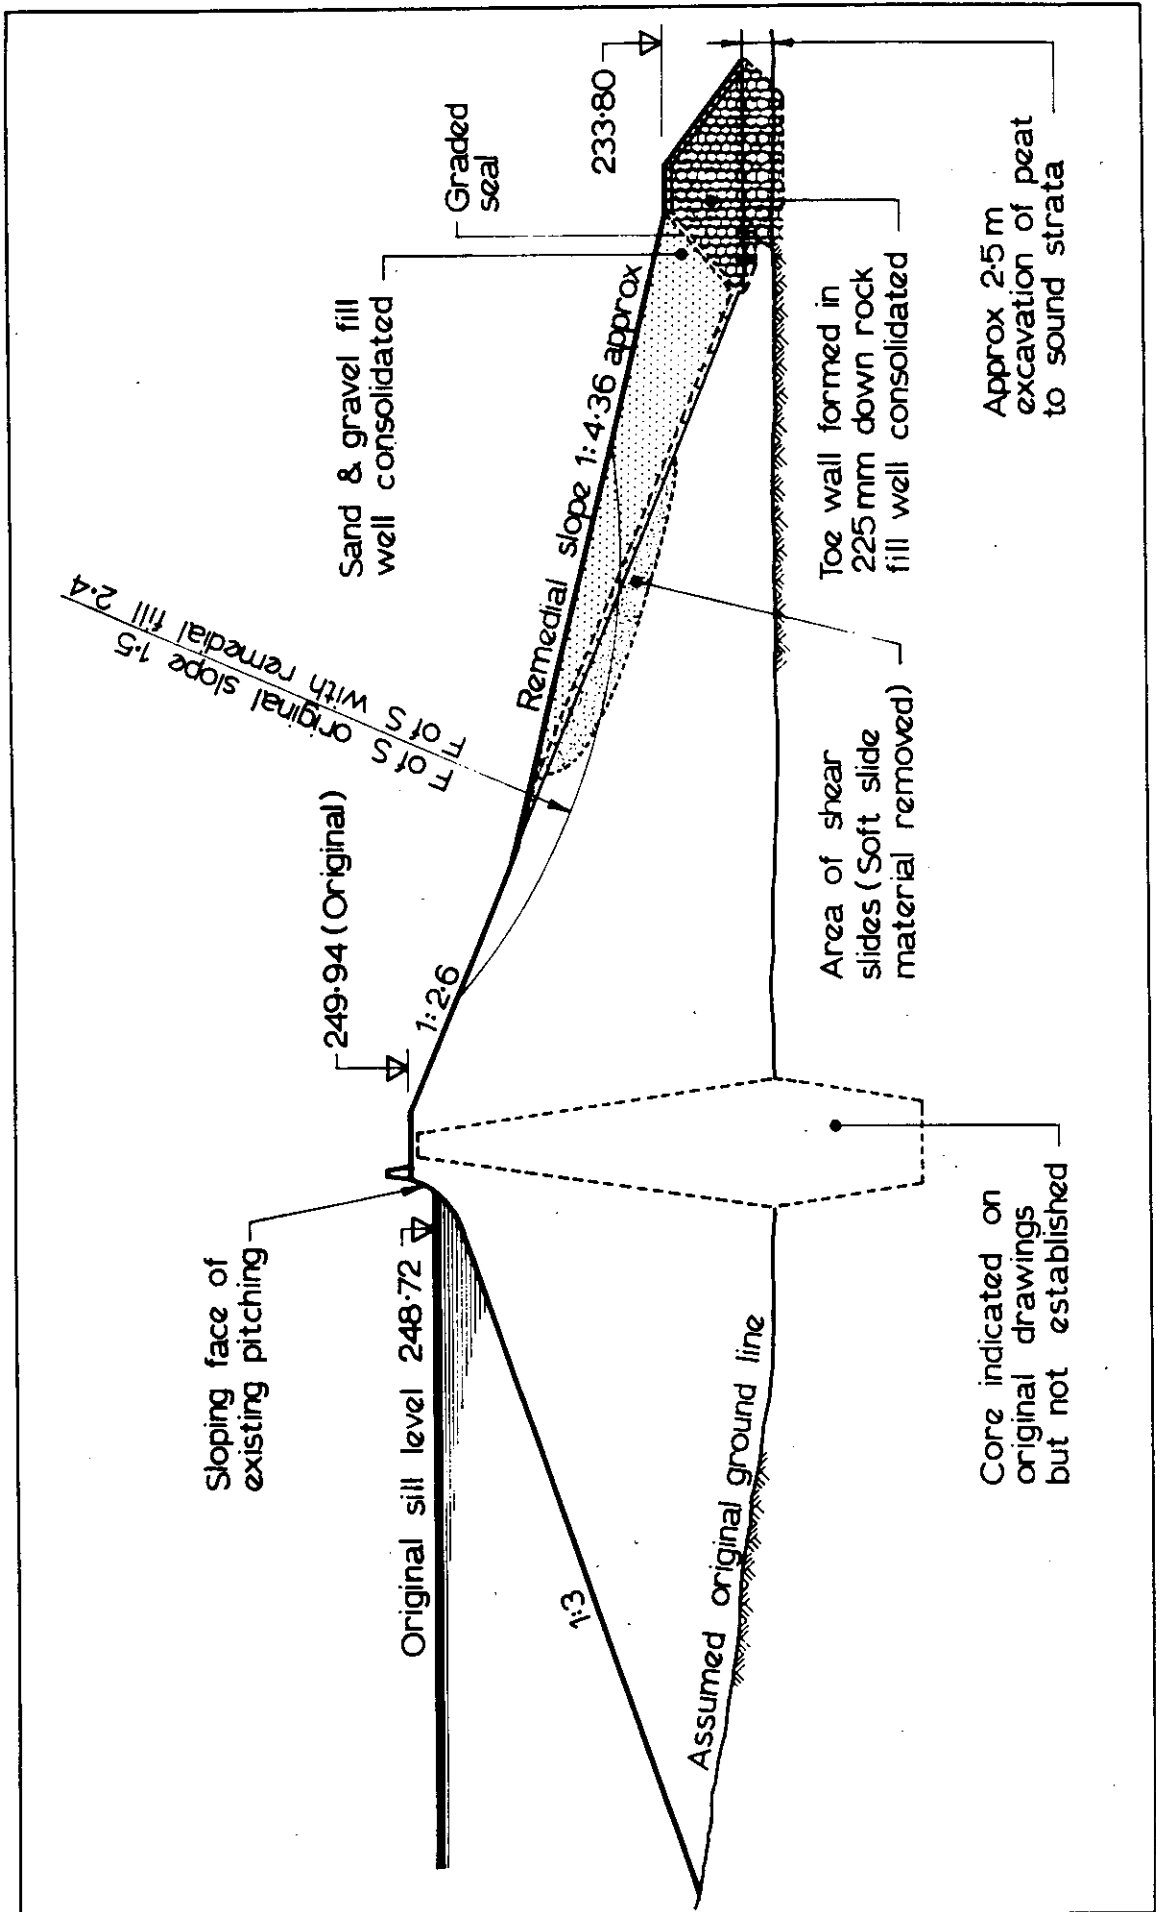 Sloping face of
existing pitching
Original sill level 248·72
249·94 (Original)
F of S original slope 1·5
F of S with remedial fill 2·4
Sand & gravel fill
well consolidated
Graded
seal
233·80
1:2·6
Remedial slope 1:4·36 approx
1:3
Assumed original ground line
Core indicated on
original drawings
but not established
Area of shear
slides (Soft slide
material removed)
Toe wall formed in
225mm down rock
fill well consolidated
Approx 2·5m
excavation of peat
to sound strata